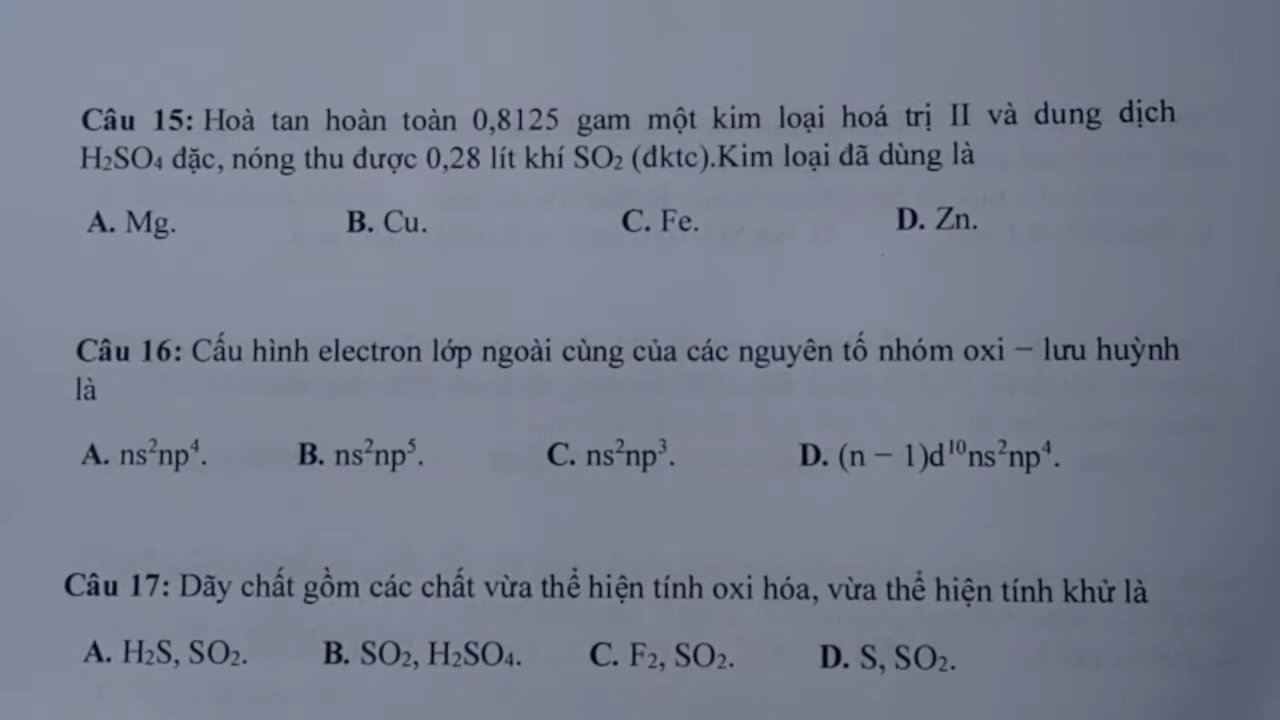 Câu 15: Hoà tan hoàn toàn 0,8125 gam một kim loại hoá trị II và dung dịch
H₂SO₄ đặc, nóng thu được 0,28 lít khí SO₂ (đktc).Kim loại đã dùng là
A. Mg. B. Cu. C. Fe. D. Zn.
Câu 16: Cấu hình electron lớp ngoài cùng của các nguyên tố nhóm oxi – lưu huỳnh
là
A. ns²np⁴. B. ns²np⁵. C. ns²np³. D. (n – 1)d¹⁰ns²np⁴.
Câu 17: Dãy chất gồm các chất vừa thể hiện tính oxi hóa, vừa thể hiện tính khử là
A. H₂S, SO₂. B. SO₂, H₂SO₄. C. F₂, SO₂. D. S, SO₂.